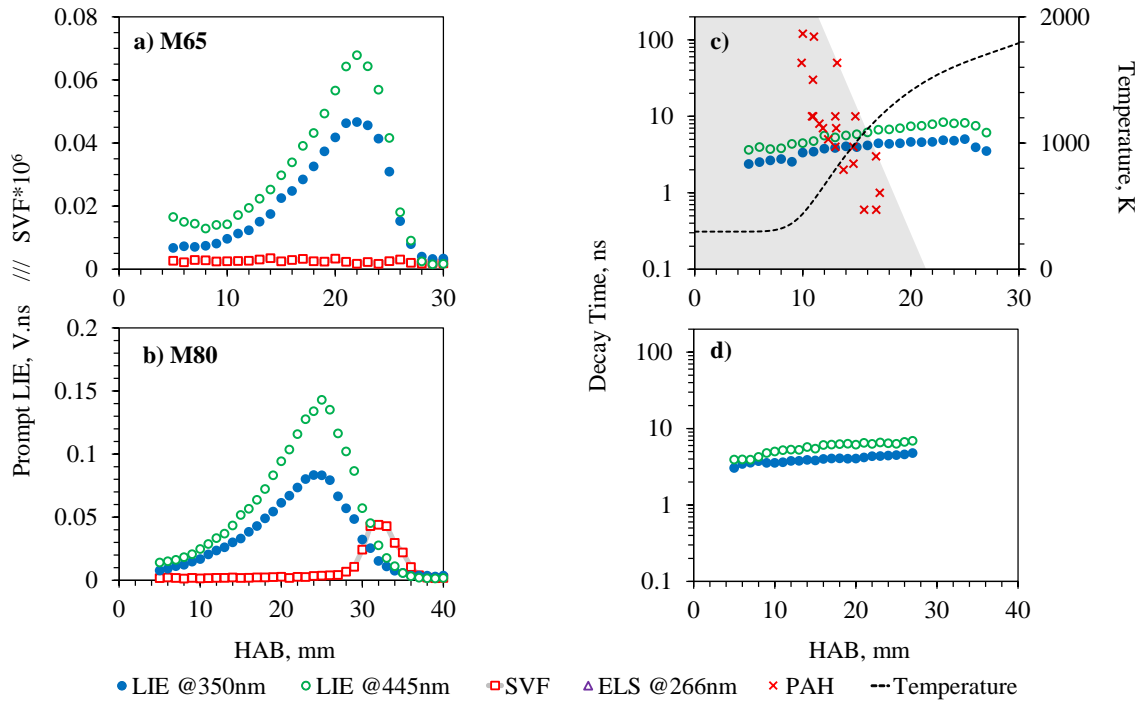 a) M65
0.08
0.06
0.04
0.02
0
0 10 20 30
b) M80
0.2
0.15
0.1
0.05
0
0 10 20 30 40
Prompt LIE, V.ns /// SVF*10⁶
HAB, mm
c)
100
10
1
0.1
0 10 20 30
2000
1000
0
Temperature, K
d)
100
10
1
0.1
0 10 20 30 40
Decay Time, ns
HAB, mm
LIE @350nm LIE @445nm SVF ELS @266nm PAH Temperature